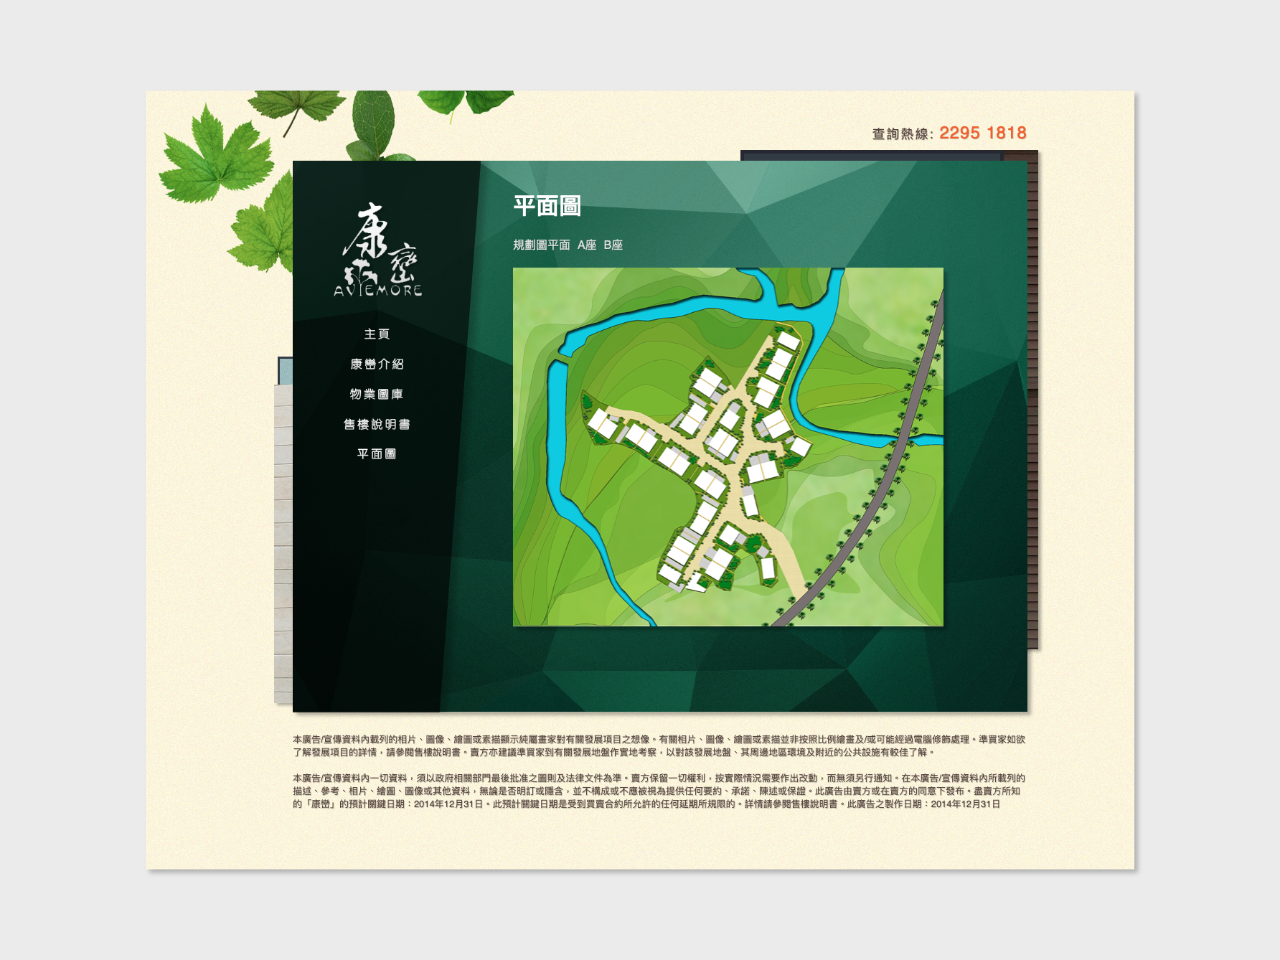 查詢熱線: 2295 1818
康巒
AVIEMORE
平面圖
規劃圖平面 A座 B座
主頁
康巒介紹
物業圖庫
售樓說明書
平面圖
本廣告/宣傳資料內載列的相片、圖像、繪圖或素描顯示純屬畫家對有關發展項目之想像。有關相片、圖像、繪圖或素描並非按照比例繪畫及/或可能經過電腦修飾處理。準買家如欲
了解發展項目的詳情，請參閱售樓說明書。賣方亦建議準買家到有關發展地盤作實地考察，以對該發展地盤、其周邊地區環境及附近的公共設施有較佳了解。
本廣告/宣傳資料內一切資料，須以政府相關部門最後批准之圖則及法律文件為準。賣方保留一切權利，按實際情況需要作出改動，而無須另行通知。在本廣告/宣傳資料內所載列的
描述、參考、相片、繪圖、圖像或其他資料，無論是否明訂或隱含，並不構成或不應被視為提供任何要約、承諾、陳述或保證。此廣告由賣方或在賣方的同意下發布。盡賣方所知
的「康巒」的預計關鍵日期：2014年12月31日。此預計關鍵日期是受到買賣合約所允許的任何延期所規限的。詳情請參閱售樓說明書。此廣告之製作日期：2014年12月31日